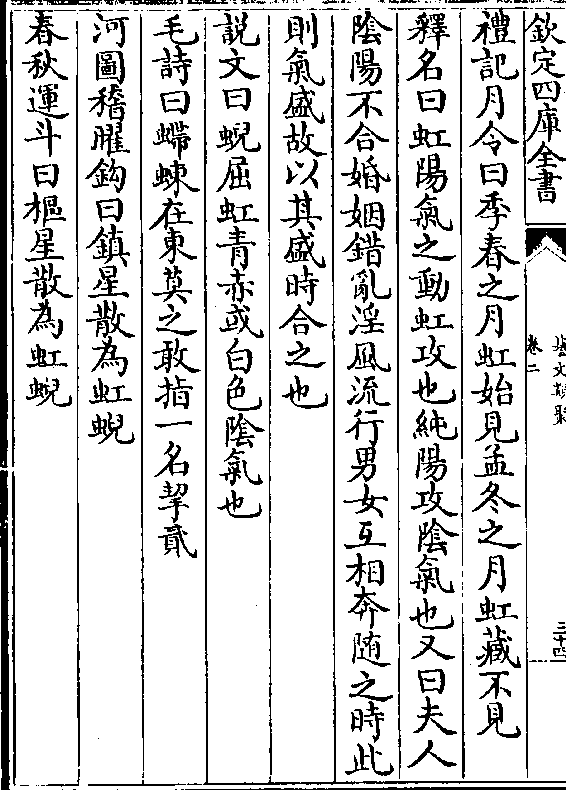 欽定四庫全書
藝文類聚
卷二
三十四
禮記月令曰季春之月虹始見孟冬之月虹藏不見
釋名曰虹陽氣之動虹攻也純陽攻陰氣也又曰夫人
陰陽不合婚姻錯亂淫風流行男女互相奔随之時此
則氣盛故以其盛時合之也
說文曰蜺屈虹青赤或白色陰氣也
毛詩曰蝃蝀在東莫之敢指一名挈貳
河圖稽曜鈎曰鎮星散為虹蜺
春秋運斗曰樞星散為虹蜺